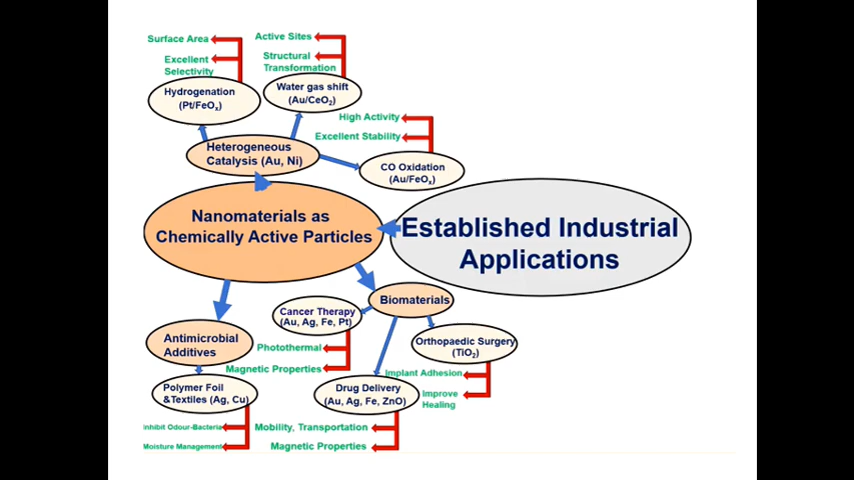 Surface Area
Excellent
Selectivity
Hydrogenation
(Pt/FeOₓ)
Active Sites
Structural
Transformation
Water gas shift
(Au/CeO₂)
High Activity
Excellent Stability
CO Oxidation
(Au/FeOₓ)
Heterogeneous
Catalysis (Au, Ni)
Nanomaterials as
Chemically Active Particles
Established Industrial
Applications
Biomaterials
Cancer Therapy
(Au, Ag, Fe, Pt)
Photothermal
Magnetic Properties
Orthopaedic Surgery
(TiO₂)
Implant Adhesion
Improve
Healing
Antimicrobial
Additives
Polymer Foil
&Textiles (Ag, Cu)
Inhibit Odour-Bacteria
Moisture Management
Drug Delivery
(Au, Ag, Fe, ZnO)
Mobility, Transportation
Magnetic Properties